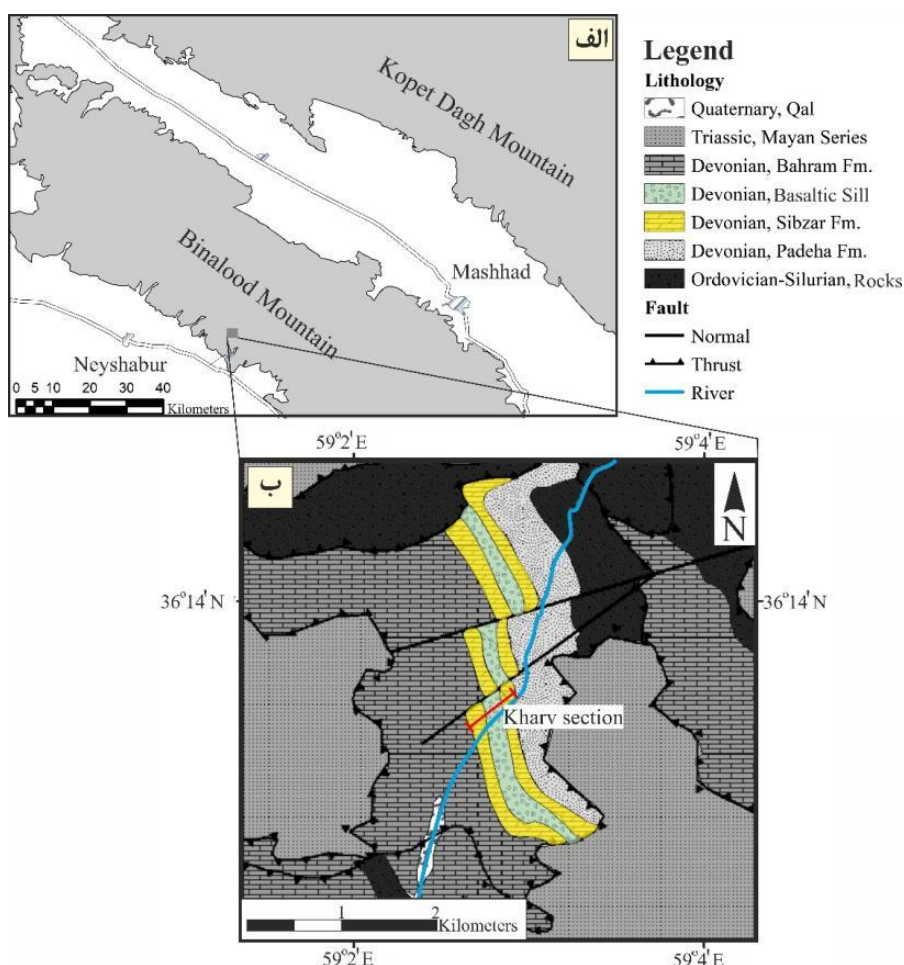 الف
Kopet Dagh Mountain
Binalood Mountain
Mashhad
Neyshabur
0 5 10 20 30 40
Kilometers
Legend
Lithology
Quaternary, Qal
Triassic, Mayan Series
Devonian, Bahram Fm.
Devonian, Basaltic Sill
Devonian, Sibzar Fm.
Devonian, Padeha Fm.
Ordovician-Silurian, Rocks
Fault
Normal
Thrust
River
59°2'E
59°4'E
ب
N
36°14'N
36°14'N
Kharv section
1 2
Kilometers
59°2'E
59°4'E